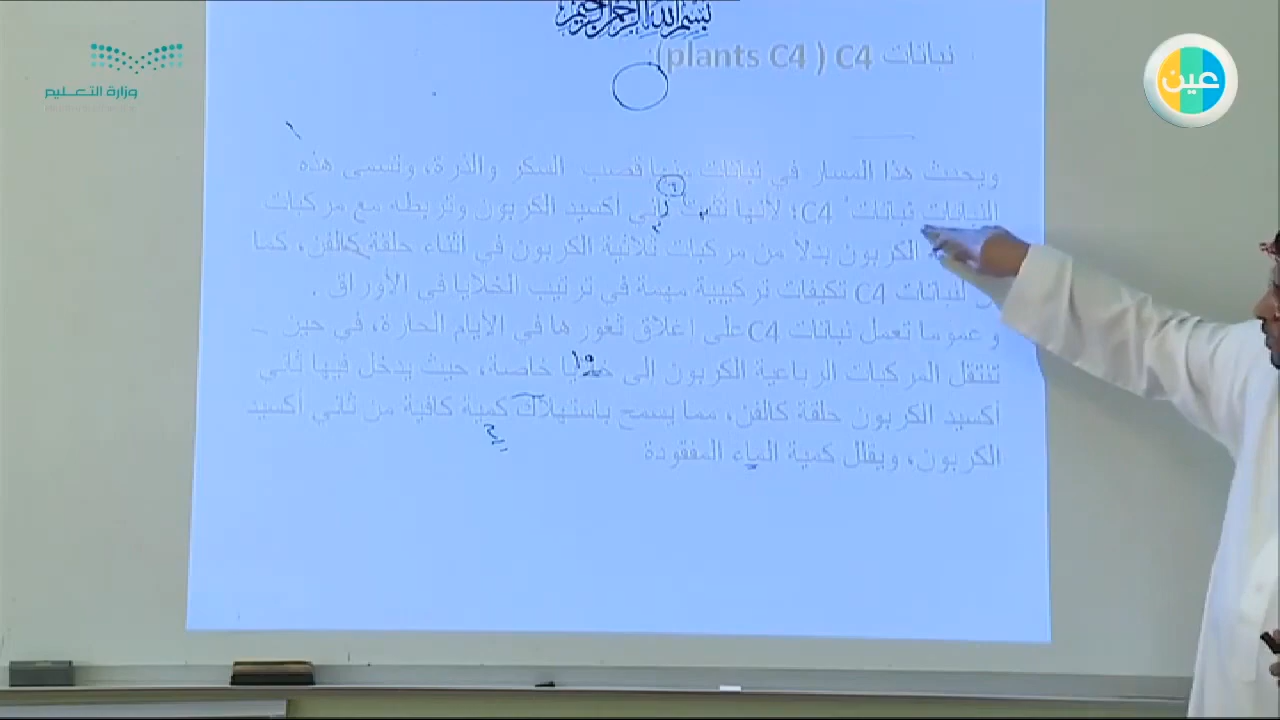 بسم الله الرحمن الرحيم
نباتات C4 ( plants C4):
ويحدث هذا المسار في نباتات منها قصب السكر والذرة، وتسمى هذه
النباتات نباتات C4؛ لأنها تثبت ثاني أكسيد الكربون وتربطه مع مركبات
الكربون بدلاً من مركبات ثلاثية الكربون في أثناء حلقة كالفن، كما
لنباتات C4 تكيفات تركيبية مهمة في ترتيب الخلايا في الأوراق .
وعموما تعمل نباتات C4 على إغلاق ثغورها في الأيام الحارة، في حين
تنتقل المركبات الرباعية الكربون الى خلايا خاصة، حيث يدخل فيها ثاني
أكسيد الكربون حلقة كالفن، مما يسمح باستهلاك كمية كافية من ثاني أكسيد
الكربون، ويقلل كمية الماء المفقودة
وزارة التعليم
عين